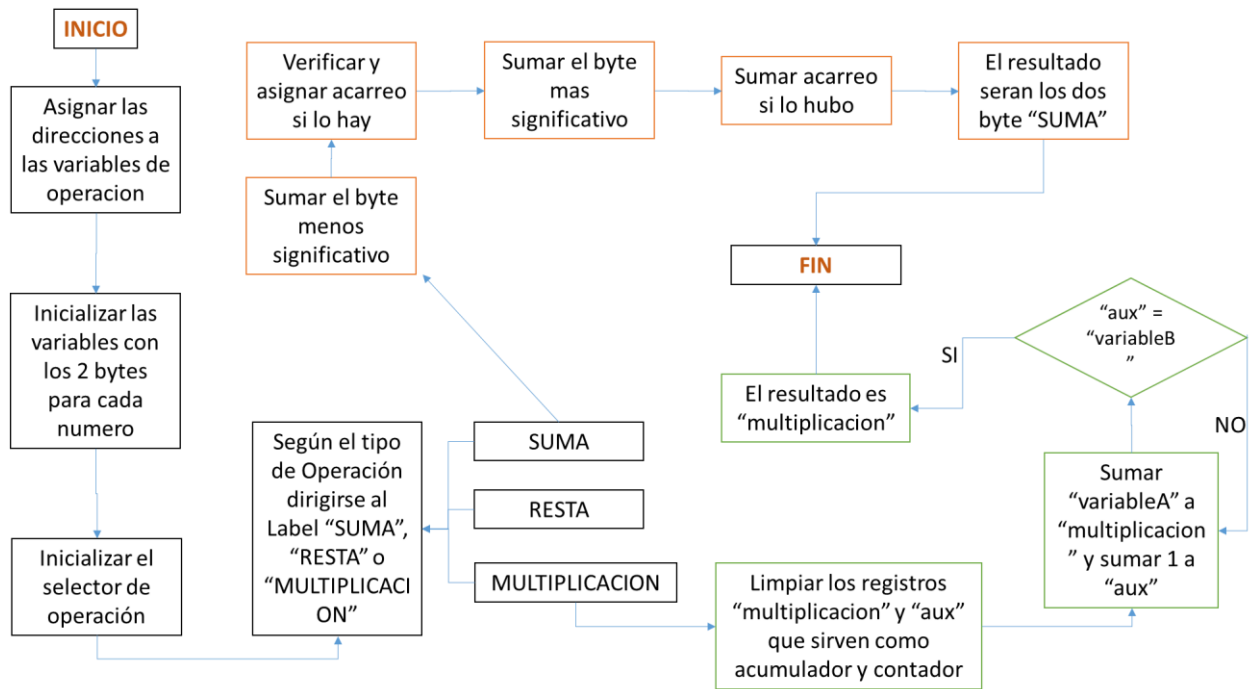 INICIO
Asignar las
direcciones a
las variables de
operacion
Inicializar las
variables con
los 2 bytes
para cada
numero
Inicializar el
selector de
operación
Según el tipo
de Operación
dirigirse al
Label “SUMA”,
“RESTA” o
“MULTIPLICACI
ON”
SUMA
RESTA
MULTIPLICACION
Sumar el byte
menos
significativo
Verificar y
asignar acarreo
si lo hay
Sumar el byte
mas
significativo
Sumar acarreo
si lo hubo
El resultado
seran los dos
byte “SUMA”
FIN
Limpiar los registros
“multiplicacion” y “aux”
que sirven como
acumulador y contador
Sumar
“variableA” a
“multiplicacion
” y sumar 1 a
“aux”
“aux” =
“variableB
”
SI
NO
El resultado es
“multiplicacion”